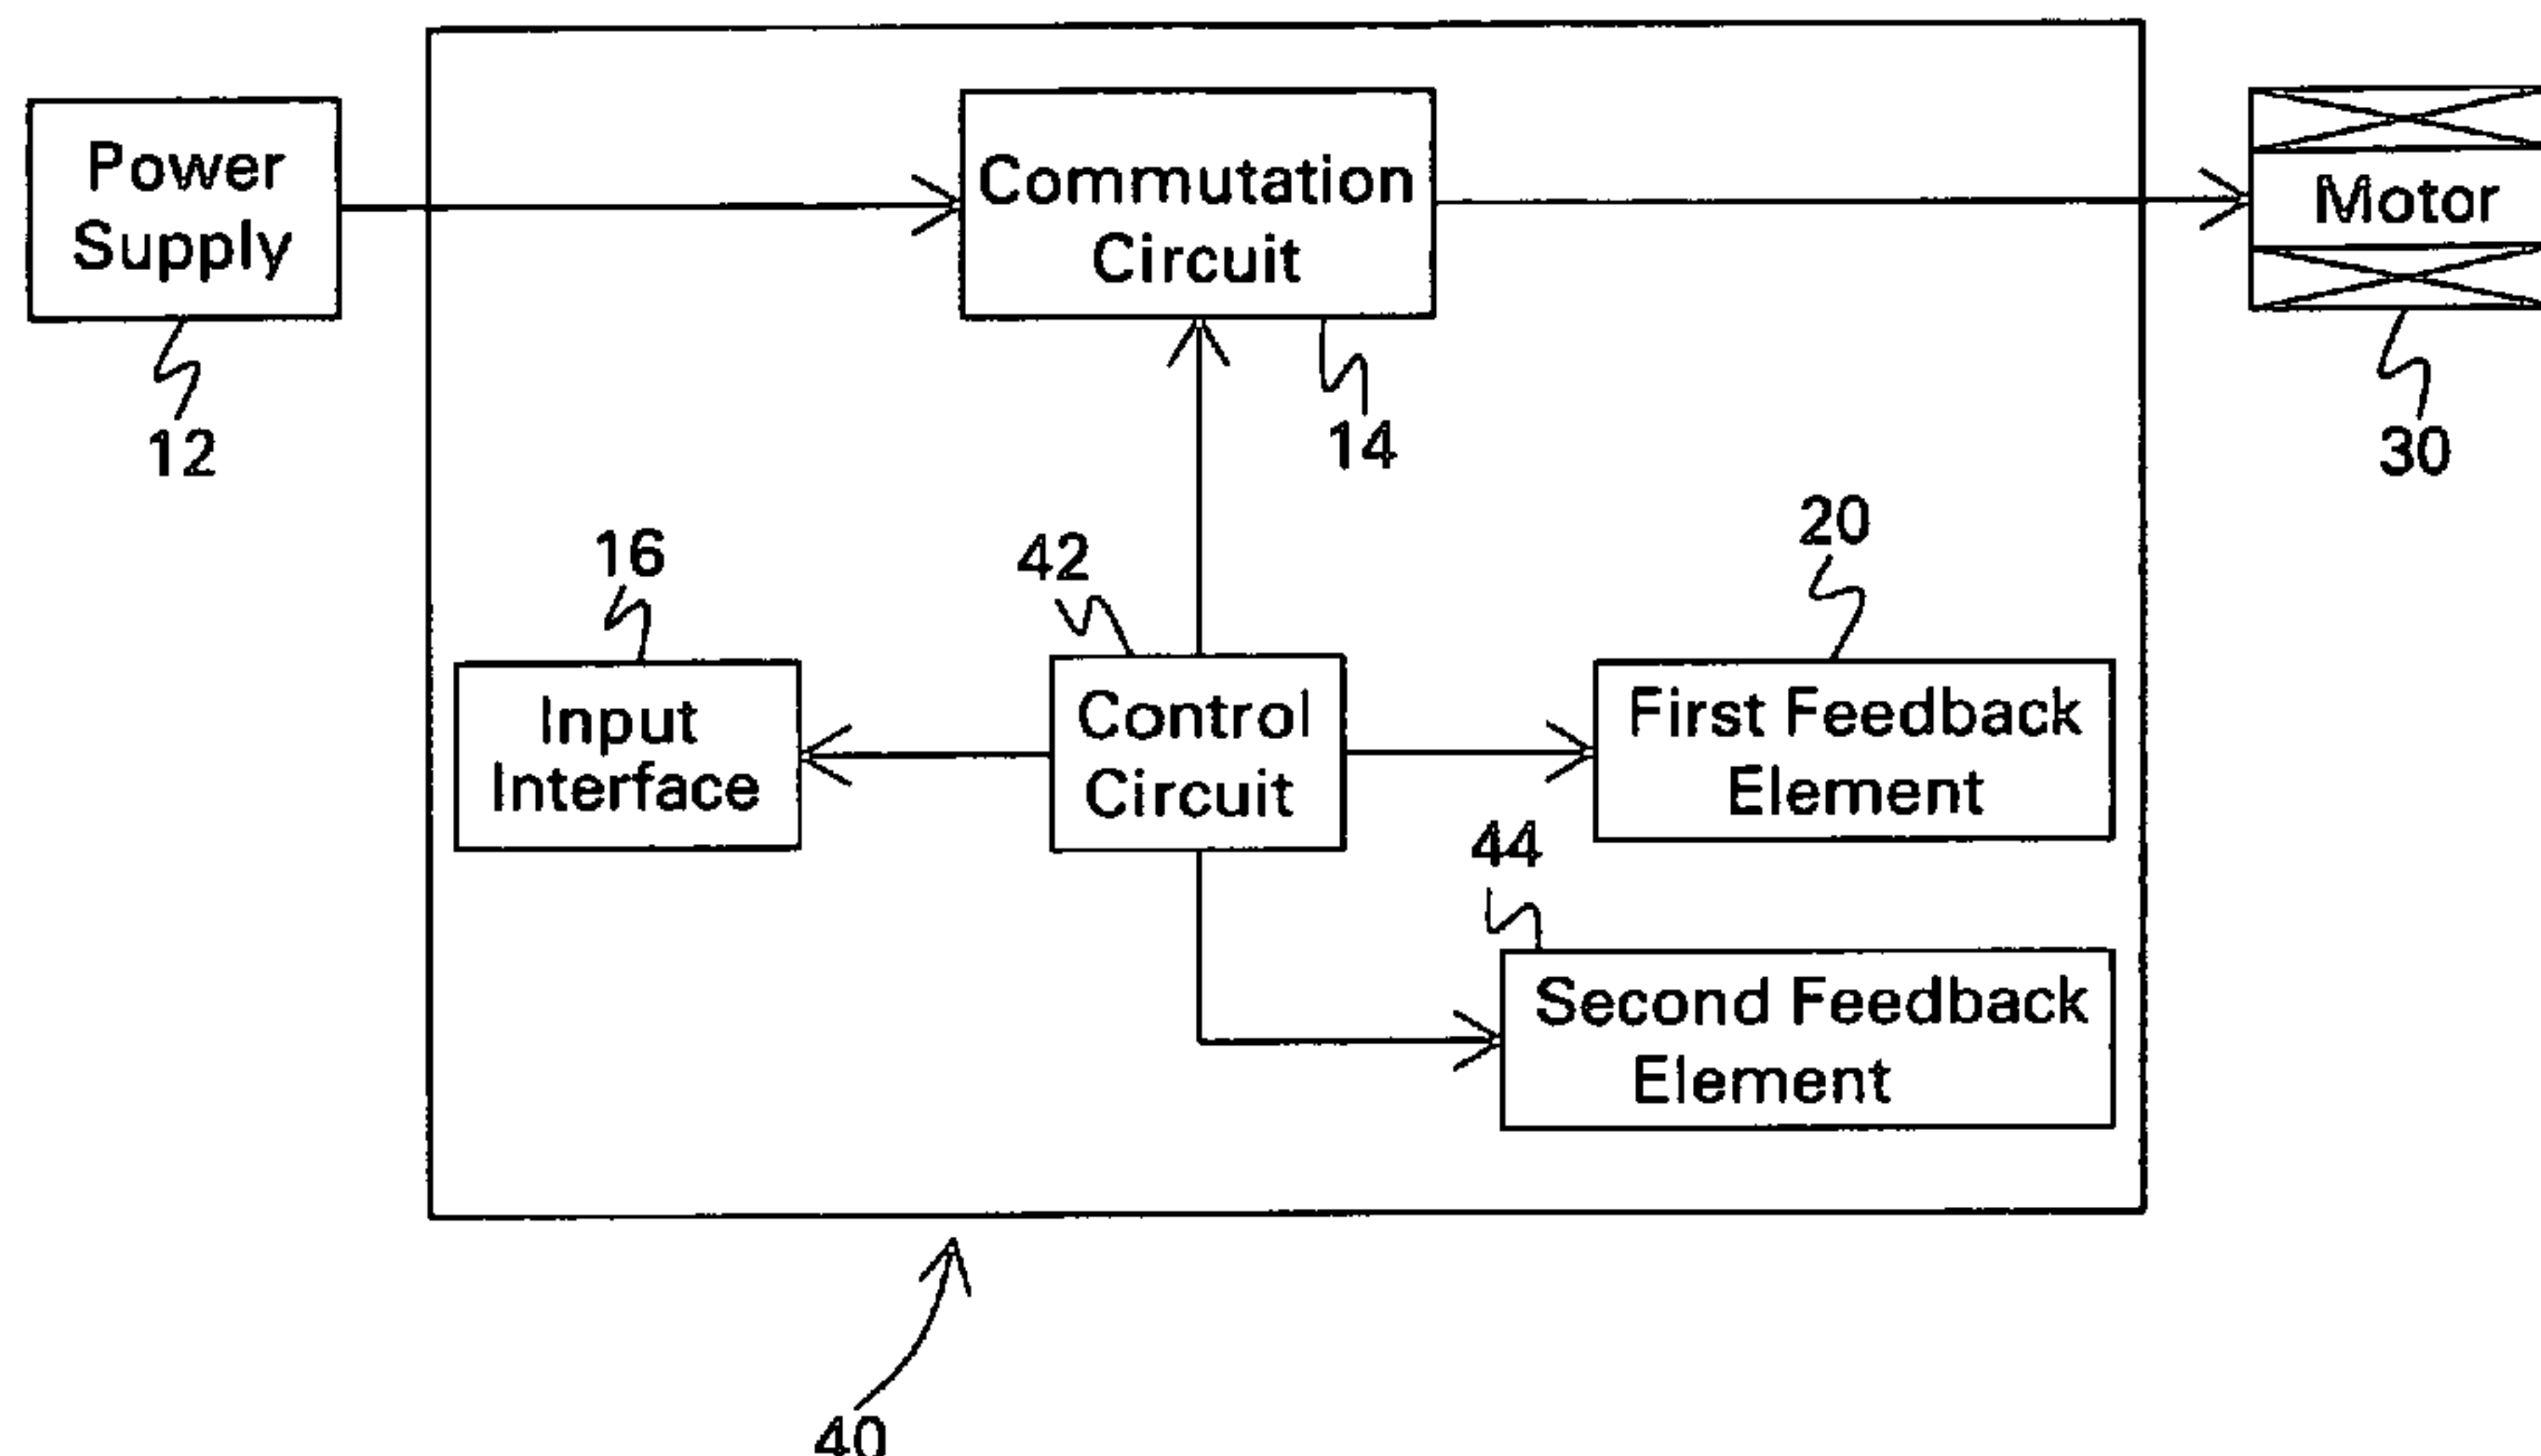 Power
Supply
12
Commutation
Circuit
14
Motor
30
16
Input
Interface
42
Control
Circuit
20
First Feedback
Element
44
Second Feedback
Element
40